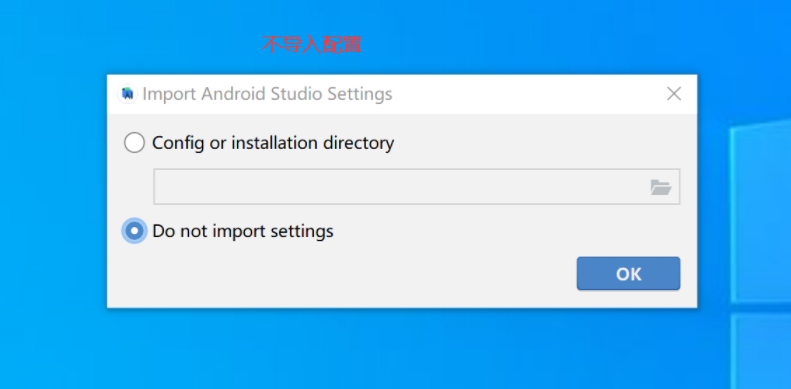 不导入配置
Import Android Studio Settings
Config or installation directory
Do not import settings
OK